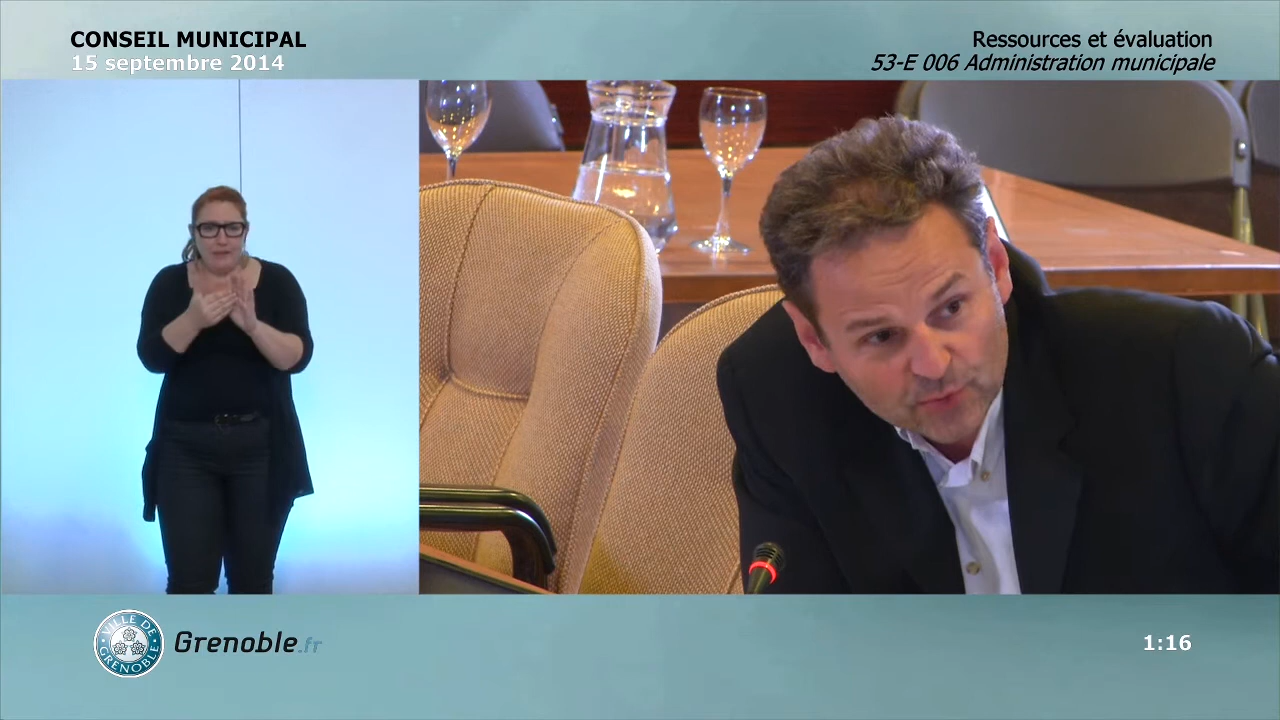 CONSEIL MUNICIPAL
15 septembre 2014
Ressources et évaluation
53-E 006 Administration municipale
VILLE DE GRENOBLE
Grenoble.fr
1:16